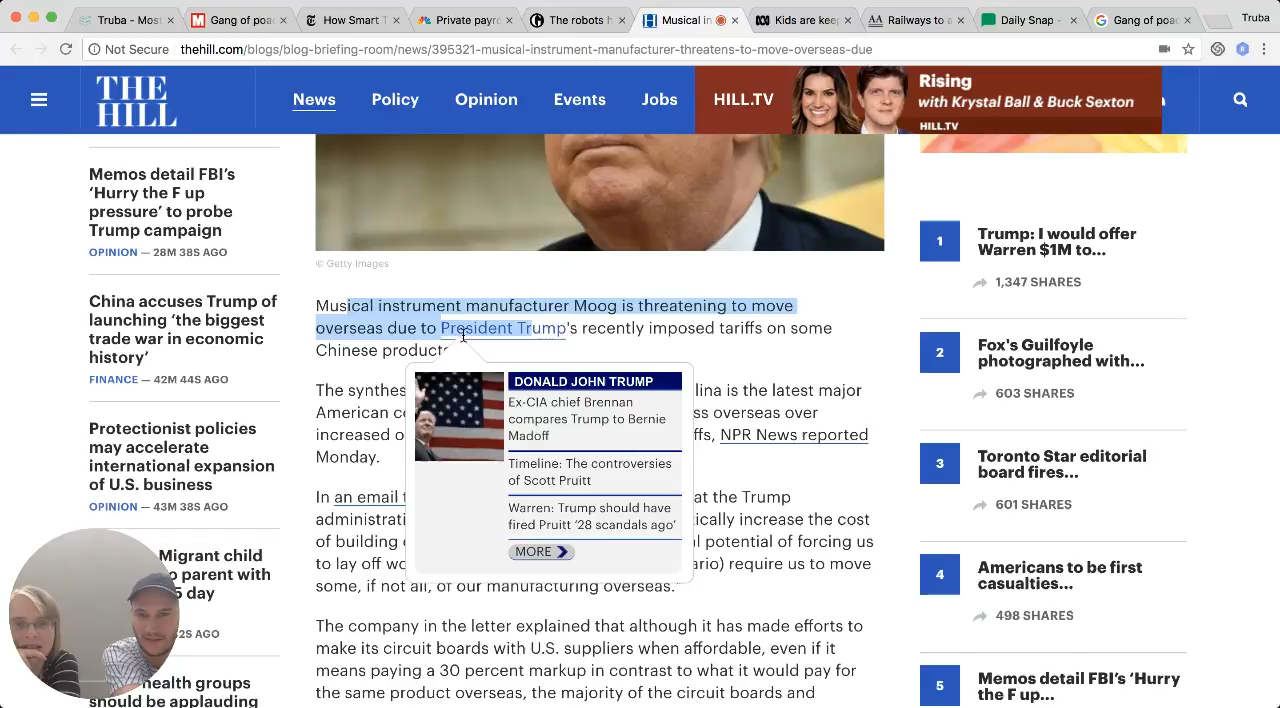 Truba - Most
Gang of poac
How Smart T
Private payro
The robots h
Musical in
Kids are kee
Railways to a
Daily Snap -
Gang of poac
Truba
Not Secure
thehill.com/blogs/blog-briefing-room/news/395321-musical-instrument-manufacturer-threatens-to-move-overseas-due
THE
HILL
News
Policy
Opinion
Events
Jobs
HILL.TV
Rising
with Krystal Ball & Buck Sexton
HILL.TV
Memos detail FBI's
'Hurry the F up
pressure' to probe
Trump campaign
OPINION — 28M 38S AGO
China accuses Trump of
launching 'the biggest
trade war in economic
history'
FINANCE — 42M 44S AGO
Protectionist policies
may accelerate
international expansion
of U.S. business
OPINION — 43M 38S AGO
Migrant child
o parent with
5 day
32S AGO
health groups
should be applauding
© Getty Images
Musical instrument manufacturer Moog is threatening to move
overseas due to President Trump's recently imposed tariffs on some
Chinese products
The synthes
lina is the latest major
American c
ss overseas over
increased o
ffs, NPR News reported
Monday.
In an email t
at the Trump
administrati
tically increase the cost
of building c
l potential of forcing us
to lay off wo
ario) require us to move
some, if not all, of our manufacturing overseas."
The company in the letter explained that although it has made efforts to
make its circuit boards with U.S. suppliers when affordable, even if it
means paying a 30 percent markup in contrast to what it would pay for
the same product overseas, the majority of the circuit boards and
DONALD JOHN TRUMP
Ex-CIA chief Brennan
compares Trump to Bernie
Madoff
Timeline: The controversies
of Scott Pruitt
Warren: Trump should have
fired Pruitt '28 scandals ago'
MORE
1
Trump: I would offer
Warren $1M to...
1,347 SHARES
2
Fox's Guilfoyle
photographed with...
603 SHARES
3
Toronto Star editorial
board fires...
601 SHARES
4
Americans to be first
casualties...
498 SHARES
5
Memos detail FBI's 'Hurry
the F up...